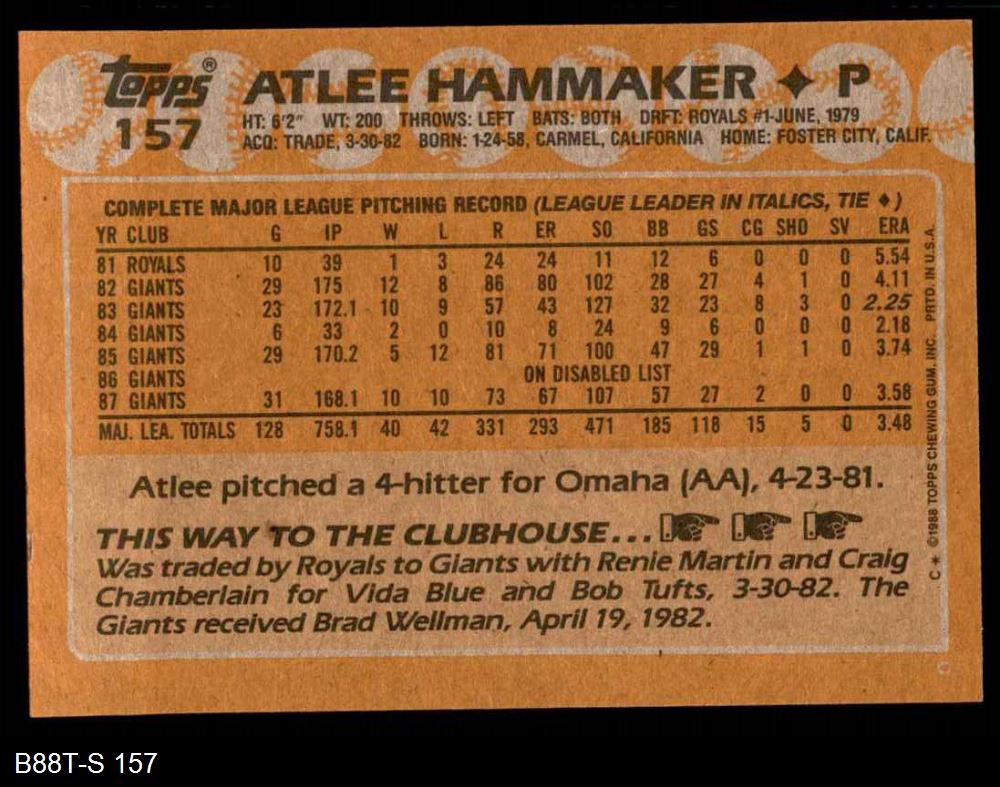 Topps® ATLEE HAMMAKER ✦ P
157
HT: 6'2" WT: 200 THROWS: LEFT BATS: BOTH DRFT: ROYALS #1-JUNE, 1979
ACQ: TRADE, 3-30-82 BORN: 1-24-58, CARMEL, CALIFORNIA HOME: FOSTER CITY, CALIF.
COMPLETE MAJOR LEAGUE PITCHING RECORD (LEAGUE LEADER IN ITALICS, TIE ♦)
YR CLUB G IP W L R ER SO BB GS CG SHO SV ERA
81 ROYALS 10 39 1 3 24 24 11 12 6 0 0 0 5.54
82 GIANTS 29 175 12 8 86 80 102 28 27 4 1 0 4.11
83 GIANTS 23 172.1 10 9 57 43 127 32 23 8 3 0 2.25
84 GIANTS 6 33 2 0 10 8 24 9 6 0 0 0 2.18
85 GIANTS 29 170.2 5 12 81 71 100 47 29 1 1 0 3.74
86 GIANTS ON DISABLED LIST
87 GIANTS 31 168.1 10 10 73 67 107 57 27 2 0 0 3.58
MAJ. LEA. TOTALS 128 758.1 40 42 331 293 471 185 118 15 5 0 3.48
Atlee pitched a 4-hitter for Omaha (AA), 4-23-81.
THIS WAY TO THE CLUBHOUSE...
Was traded by Royals to Giants with Renie Martin and Craig
Chamberlain for Vida Blue and Bob Tufts, 3-30-82. The
Giants received Brad Wellman, April 19, 1982.
C * ©1988 TOPPS CHEWING GUM, INC. PRTD. IN U.S.A.
C
B88T-S 157